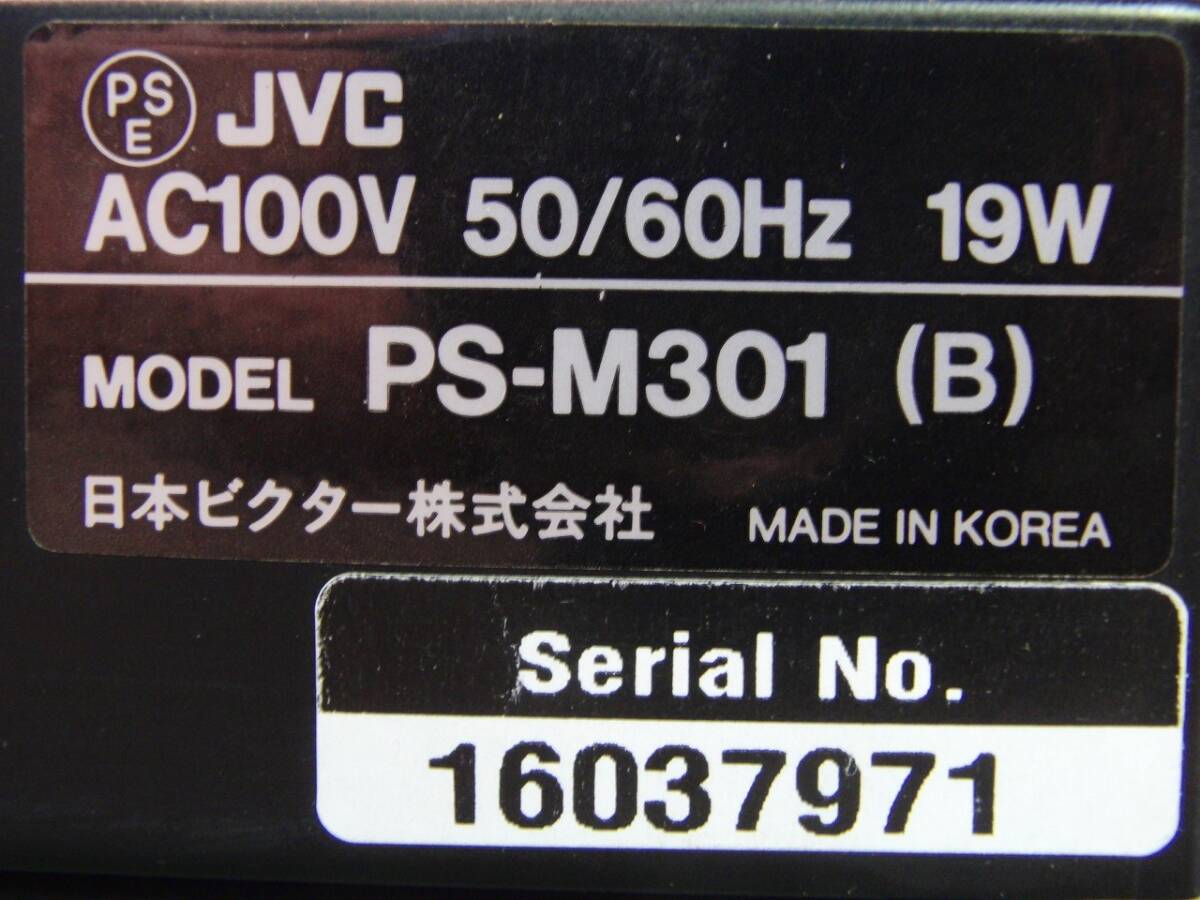 PS
E
JVC
AC100V 50/60Hz 19W
MODEL PS-M301 (B)
日本ビクター株式会社 MADE IN KOREA
Serial No.
16037971